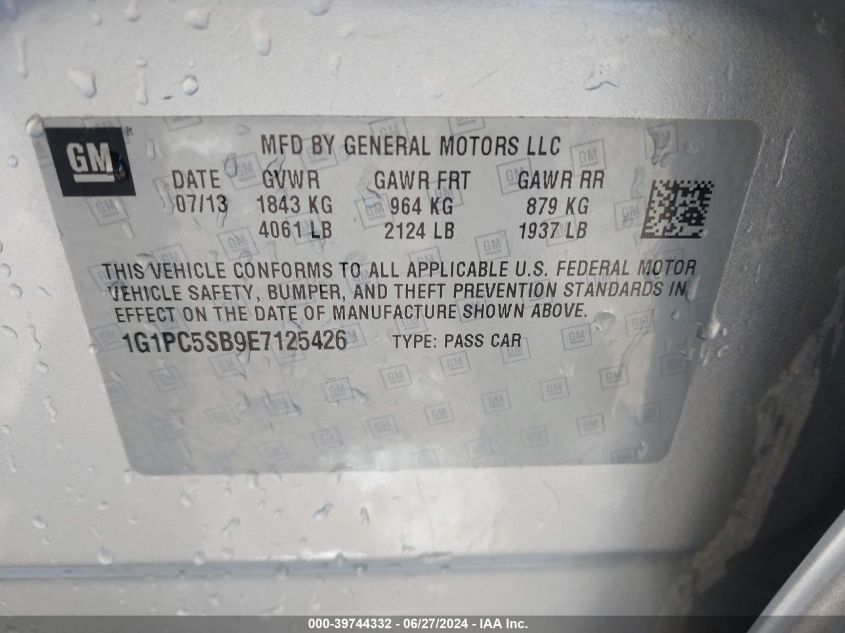 GM
MFD BY GENERAL MOTORS LLC
DATE GVWR GAWR FRT GAWR RR
07/13 1843 KG 964 KG 879 KG
4061 LB 2124 LB 1937 LB
THIS VEHICLE CONFORMS TO ALL APPLICABLE U.S. FEDERAL MOTOR
VEHICLE SAFETY, BUMPER, AND THEFT PREVENTION STANDARDS IN
EFFECT ON THE DATE OF MANUFACTURE SHOWN ABOVE.
1G1PC5SB9E7125426 TYPE: PASS CAR
000-39744332 - 06/27/2024 - IAA Inc.